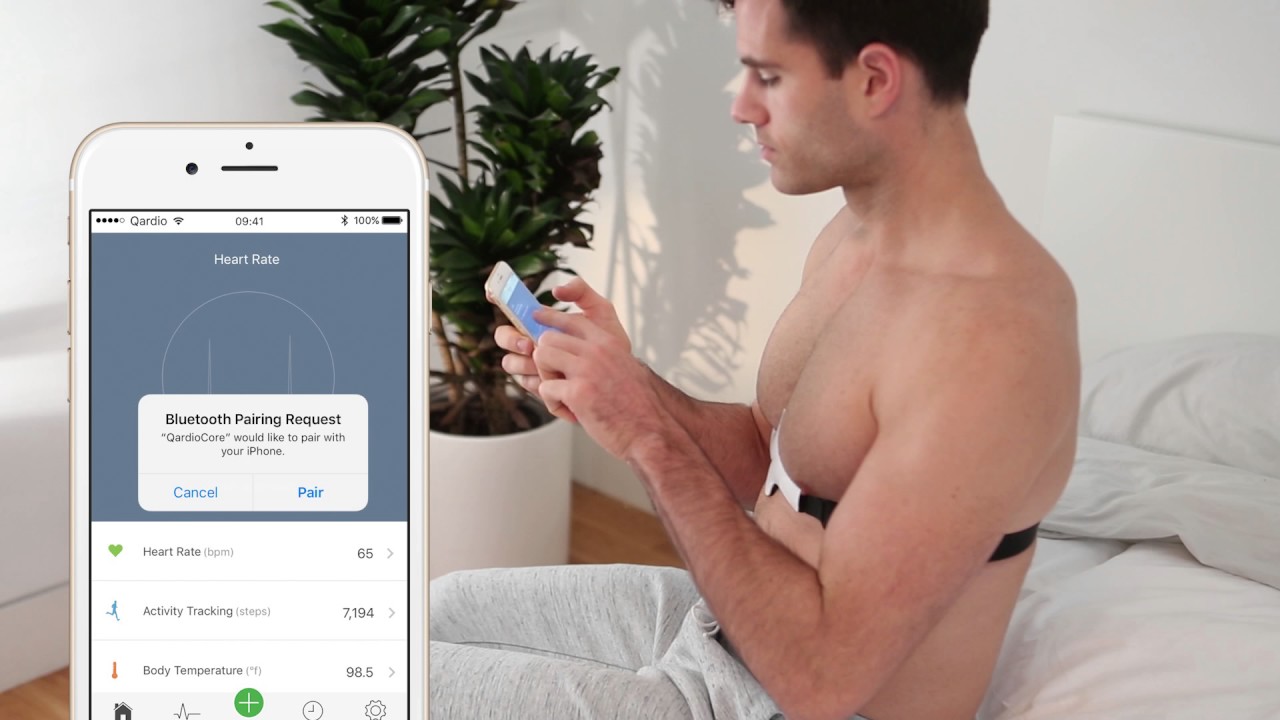 Qardio 09:41 100%
Heart Rate
Bluetooth Pairing Request
“QardioCore” would like to pair with
your iPhone.
Cancel Pair
Heart Rate (bpm) 65
Activity Tracking (steps) 7,194
Body Temperature (°f) 98.5